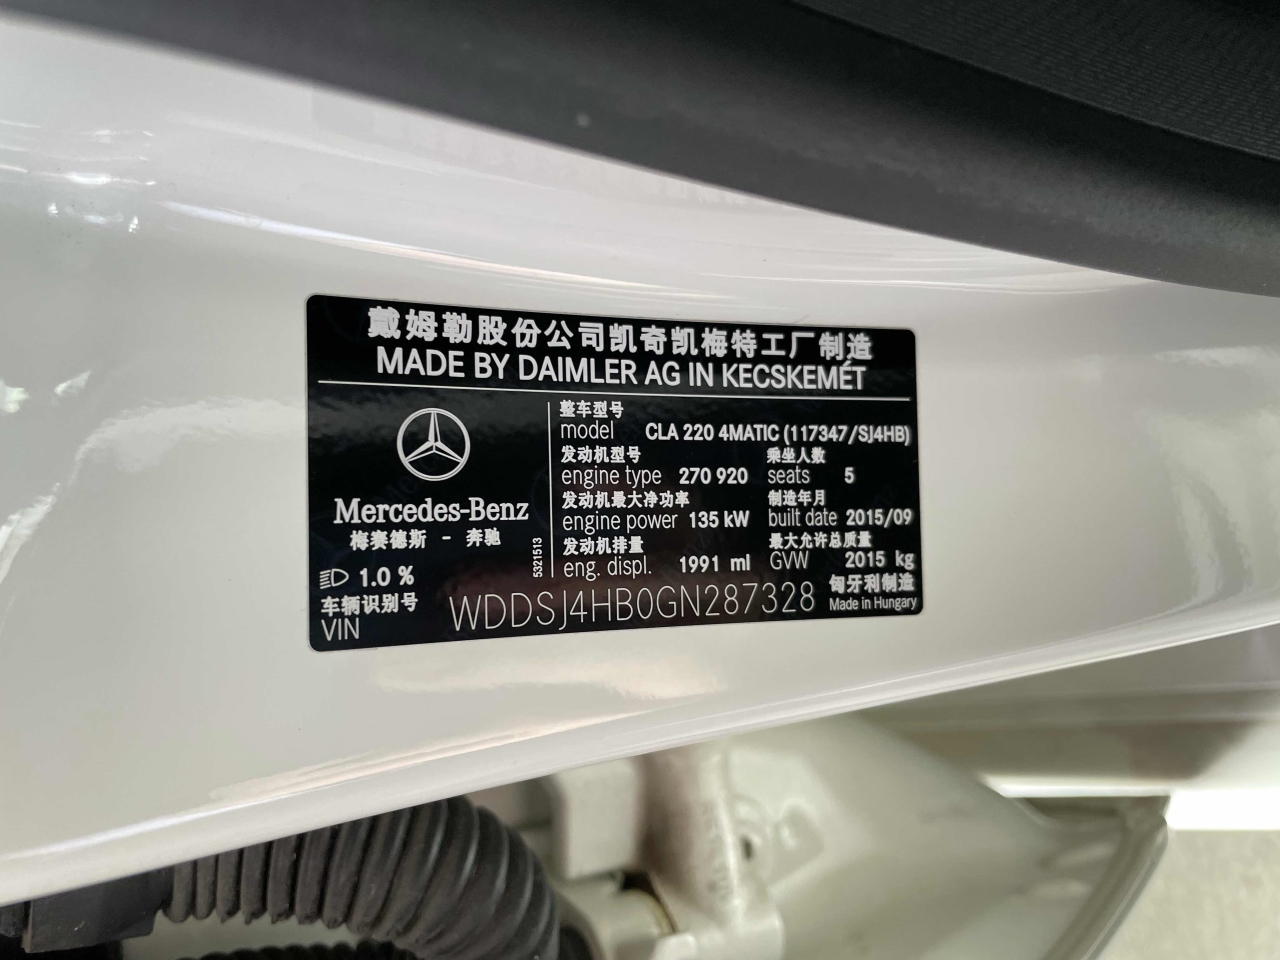 戴姆勒股份公司凯奇凯梅特工厂制造
MADE BY DAIMLER AG IN KECSKEMÉT
Mercedes-Benz
梅赛德斯 - 奔驰
1.0 %
5321513
整车型号
model CLA 220 4MATIC (117347/SJ4HB)
发动机型号 乘坐人数
engine type 270 920 seats 5
发动机最大净功率 制造年月
engine power 135 kW built date 2015/09
发动机排量 最大允许总质量
eng. displ. 1991 ml GVW 2015 kg
车辆识别号 匈牙利制造
VIN WDDSJ4HB0GN287328 Made in Hungary